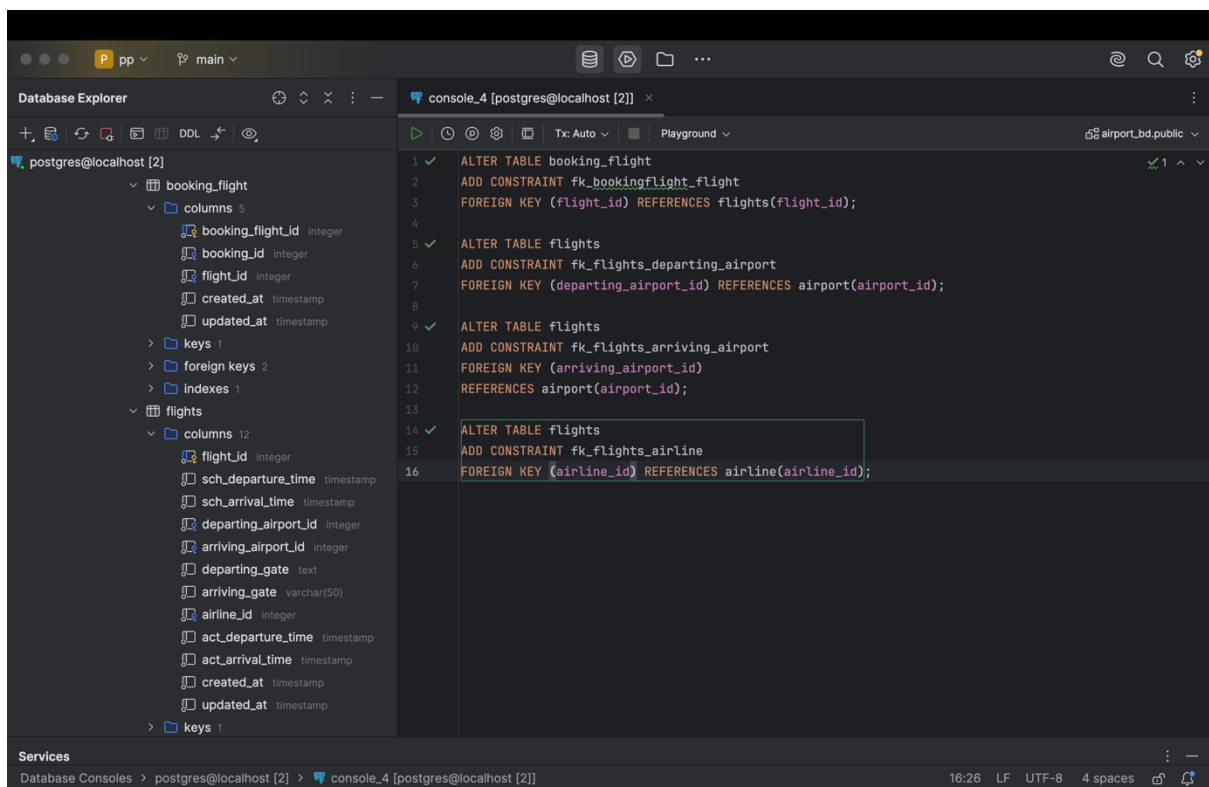 P pp main
Database Explorer
console_4 [postgres@localhost [2]]
DDL
Tx: Auto
Playground
airport_bd.public
postgres@localhost [2]
booking_flight
columns 5
booking_flight_id integer
booking_id integer
flight_id integer
created_at timestamp
updated_at timestamp
keys 1
foreign keys 2
indexes 1
flights
columns 12
flight_id integer
sch_departure_time timestamp
sch_arrival_time timestamp
departing_airport_id integer
arriving_airport_id integer
departing_gate text
arriving_gate varchar(50)
airline_id integer
act_departure_time timestamp
act_arrival_time timestamp
created_at timestamp
updated_at timestamp
keys 1
1 ALTER TABLE booking_flight
2 ADD CONSTRAINT fk_bookingflight_flight
3 FOREIGN KEY (flight_id) REFERENCES flights(flight_id);
4
5 ALTER TABLE flights
6 ADD CONSTRAINT fk_flights_departing_airport
7 FOREIGN KEY (departing_airport_id) REFERENCES airport(airport_id);
8
9 ALTER TABLE flights
10 ADD CONSTRAINT fk_flights_arriving_airport
11 FOREIGN KEY (arriving_airport_id)
12 REFERENCES airport(airport_id);
13
14 ALTER TABLE flights
15 ADD CONSTRAINT fk_flights_airline
16 FOREIGN KEY (airline_id) REFERENCES airline(airline_id);
1
Services
Database Consoles > postgres@localhost [2] > console_4 [postgres@localhost [2]]
16:26 LF UTF-8 4 spaces